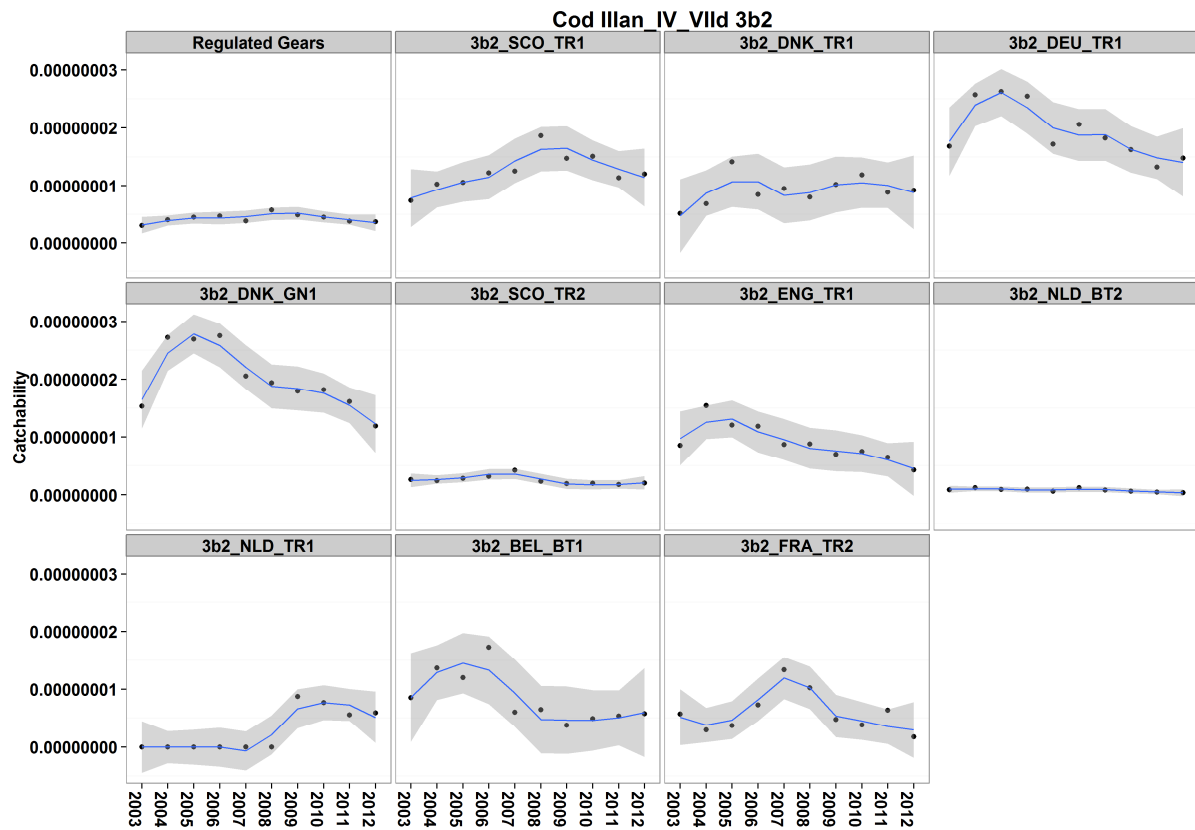 Cod IIIan_IV_VIId 3b2
Regulated Gears
3b2_SCO_TR1
3b2_DNK_TR1
3b2_DEU_TR1
0.00000003
0.00000002
0.00000001
0.00000000
3b2_DNK_GN1
3b2_SCO_TR2
3b2_ENG_TR1
3b2_NLD_BT2
0.00000003
0.00000002
0.00000001
0.00000000
Catchability
3b2_NLD_TR1
3b2_BEL_BT1
3b2_FRA_TR2
0.00000003
0.00000002
0.00000001
0.00000000
2003 2004 2005 2006 2007 2008 2009 2010 2011 2012
2003 2004 2005 2006 2007 2008 2009 2010 2011 2012
2003 2004 2005 2006 2007 2008 2009 2010 2011 2012